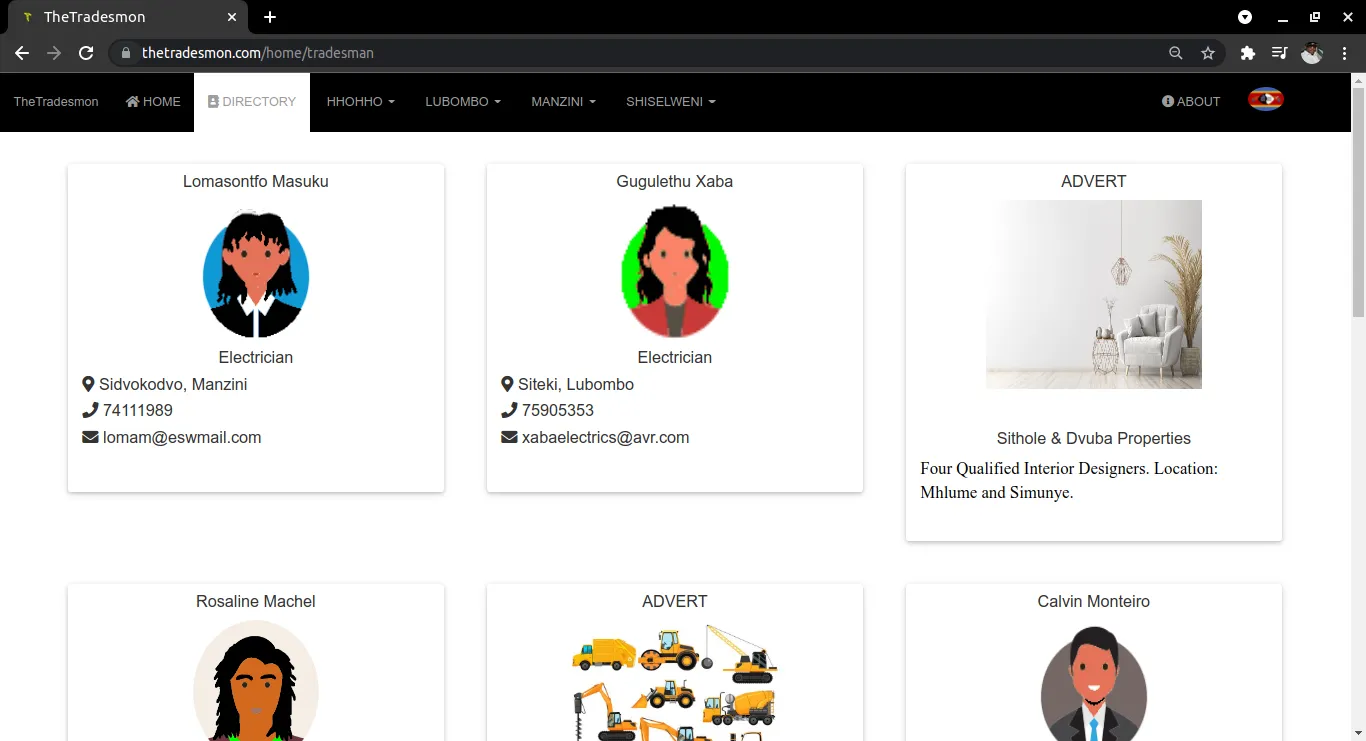 TheTradesmon
thetradesmon.com/home/tradesman
TheTradesmon HOME DIRECTORY HHOHHO LUBOMBO MANZINI SHISELWENI ABOUT
Lomasontfo Masuku
Electrician
Sidvokodvo, Manzini
74111989
lomam@eswmail.com
Gugulethu Xaba
Electrician
Siteki, Lubombo
75905353
xabaelectrics@avr.com
ADVERT
Sithole & Dvuba Properties
Four Qualified Interior Designers. Location:
Mhlume and Simunye.
Rosaline Machel
ADVERT
Calvin Monteiro